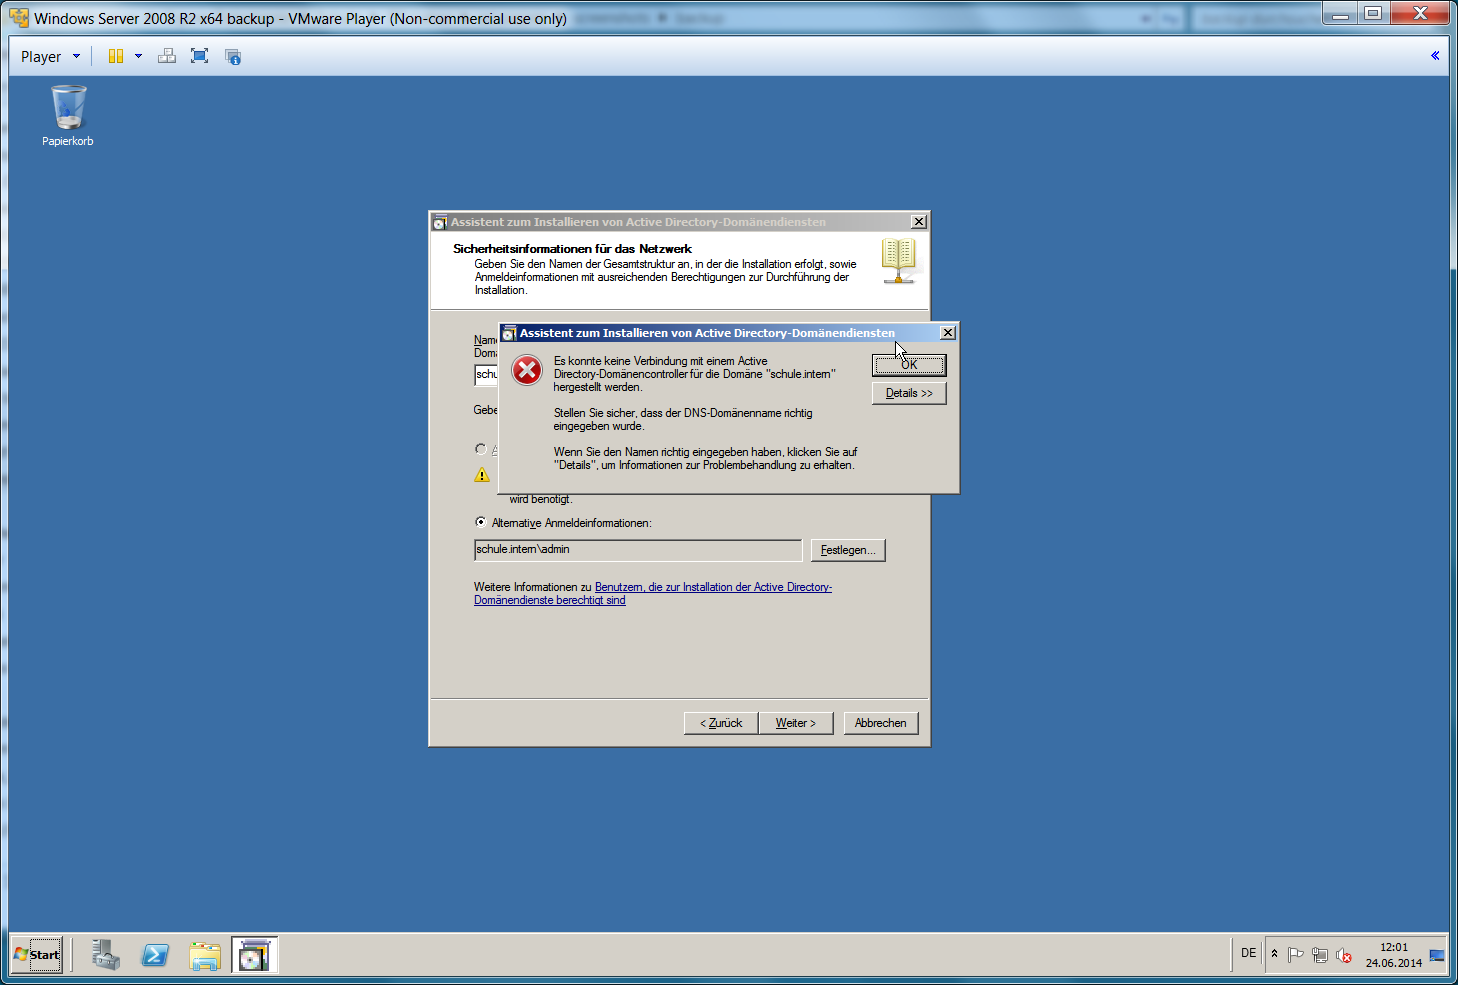 Windows Server 2008 R2 x64 backup - VMware Player (Non-commercial use only)
Player
«
Papierkorb
Assistent zum Installieren von Active Directory-Domänendiensten
Sicherheitsinformationen für das Netzwerk
Geben Sie den Namen der Gesamtstruktur an, in der die Installation erfolgt, sowie
Anmeldeinformationen mit ausreichenden Berechtigungen zur Durchführung der
Installation.
Name
Assistent zum Installieren von Active Directory-Domänendiensten
Domä
Es konnte keine Verbindung mit einem Active
Directory-Domänencontroller für die Domäne "schule.intern"
hergestellt werden.
OK
schu
Details >>
Gebe
Stellen Sie sicher, dass der DNS-Domänenname richtig
eingegeben wurde.
Wenn Sie den Namen richtig eingegeben haben, klicken Sie auf
"Details", um Informationen zur Problembehandlung zu erhalten.
wird benötigt.
Alternative Anmeldeinformationen:
schule.intern\admin
Festlegen...
Weitere Informationen zu Benutzern, die zur Installation der Active Directory-
Domänendienste berechtigt sind
< Zurück
Weiter >
Abbrechen
Start
DE
12:01
24.06.2014